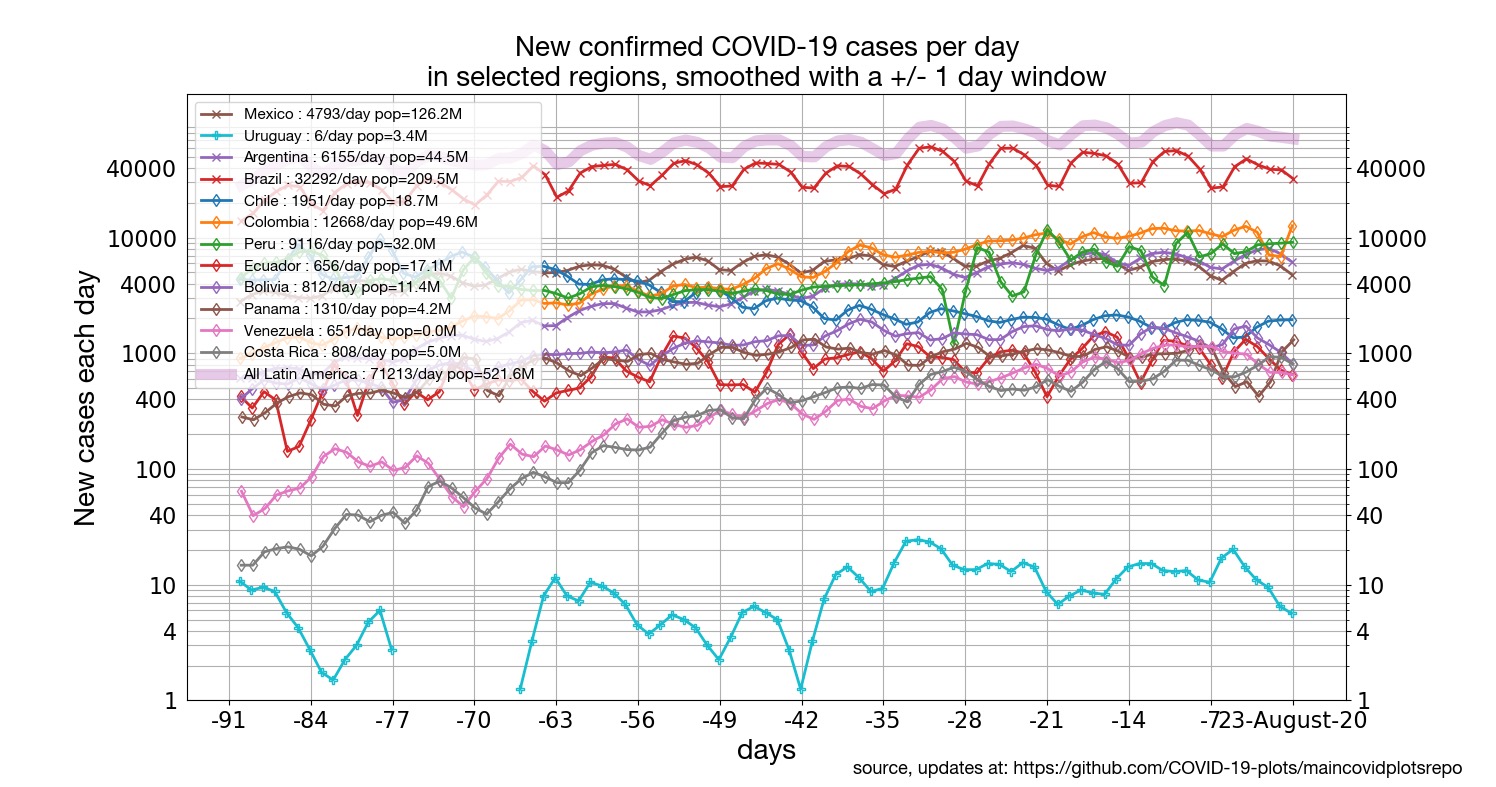 New confirmed COVID-19 cases per day
in selected regions, smoothed with a +/- 1 day window
Mexico : 4793/day pop=126.2M
Uruguay : 6/day pop=3.4M
Argentina : 6155/day pop=44.5M
Brazil : 32292/day pop=209.5M
Chile : 1951/day pop=18.7M
Colombia : 12668/day pop=49.6M
Peru : 9116/day pop=32.0M
Ecuador : 656/day pop=17.1M
Bolivia : 812/day pop=11.4M
Panama : 1310/day pop=4.2M
Venezuela : 651/day pop=0.0M
Costa Rica : 808/day pop=5.0M
All Latin America : 71213/day pop=521.6M
New cases each day
40000
10000
4000
1000
400
100
40
10
4
1
40000
10000
4000
1000
400
100
40
10
4
1
-91 -84 -77 -70 -63 -56 -49 -42 -35 -28 -21 -14 -7 23-August-20
days
source, updates at: https://github.com/COVID-19-plots/maincovidplotsrepo